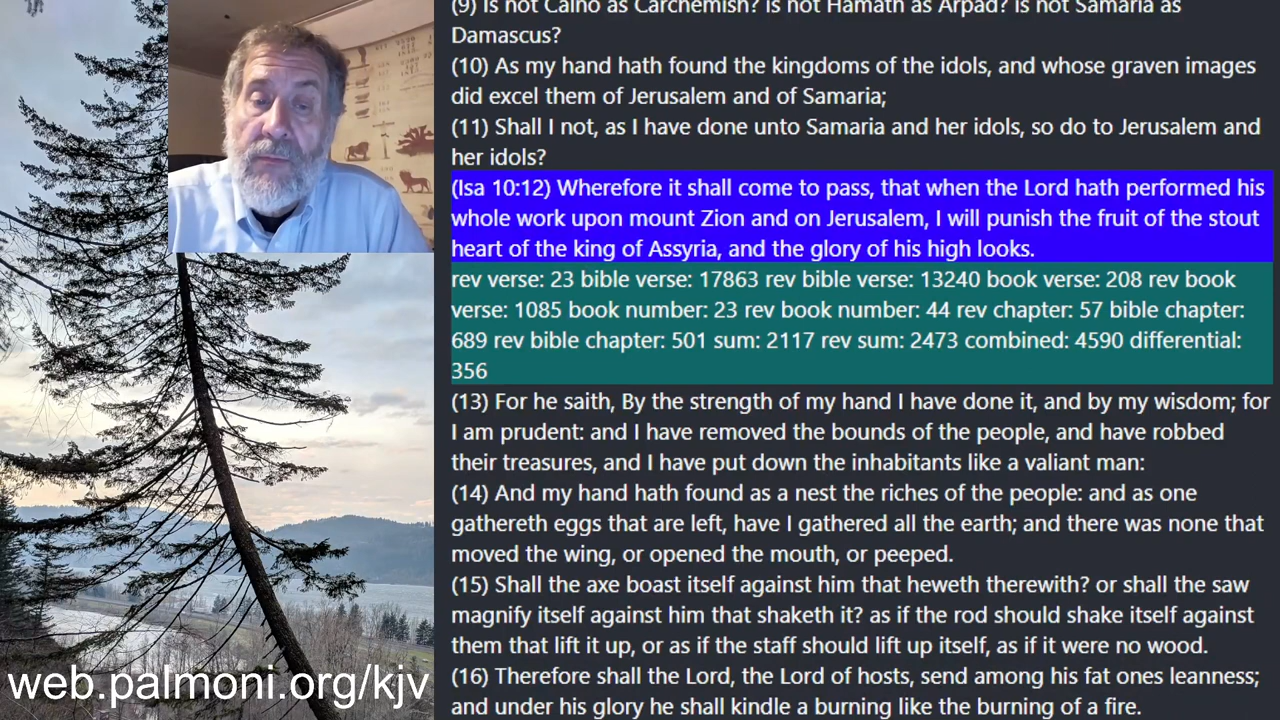 (9) Is not Calno as Carchemish? is not Hamath as Arpad? is not Samaria as
Damascus?
(10) As my hand hath found the kingdoms of the idols, and whose graven images
did excel them of Jerusalem and of Samaria;
(11) Shall I not, as I have done unto Samaria and her idols, so do to Jerusalem and
her idols?
(Isa 10:12) Wherefore it shall come to pass, that when the Lord hath performed his
whole work upon mount Zion and on Jerusalem, I will punish the fruit of the stout
heart of the king of Assyria, and the glory of his high looks.
rev verse: 23 bible verse: 17863 rev bible verse: 13240 book verse: 208 rev book
verse: 1085 book number: 23 rev book number: 44 rev chapter: 57 bible chapter:
689 rev bible chapter: 501 sum: 2117 rev sum: 2473 combined: 4590 differential:
356
(13) For he saith, By the strength of my hand I have done it, and by my wisdom; for
I am prudent: and I have removed the bounds of the people, and have robbed
their treasures, and I have put down the inhabitants like a valiant man:
(14) And my hand hath found as a nest the riches of the people: and as one
gathereth eggs that are left, have I gathered all the earth; and there was none that
moved the wing, or opened the mouth, or peeped.
(15) Shall the axe boast itself against him that heweth therewith? or shall the saw
magnify itself against him that shaketh it? as if the rod should shake itself against
them that lift it up, or as if the staff should lift up itself, as if it were no wood.
(16) Therefore shall the Lord, the Lord of hosts, send among his fat ones leanness;
and under his glory he shall kindle a burning like the burning of a fire.
web.palmoni.org/kjv